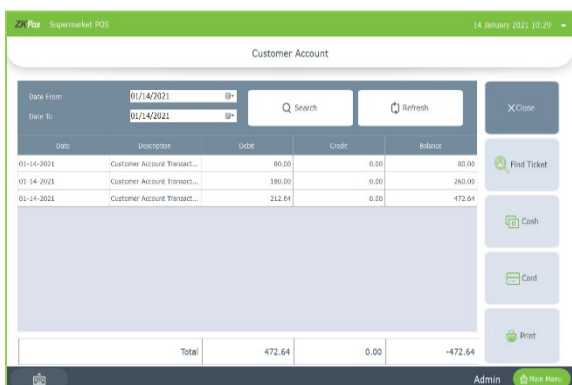 ZKPos Supermarket POS 14 January 2021 10:29
Customer Account
Date From 01/14/2021
Date To 01/14/2021
Search Refresh
Date Description Debit Credit Balance
01-14-2021 Customer Account Transact... 80.00 0.00 80.00
01-14-2021 Customer Account Transact... 180.00 0.00 260.00
01-14-2021 Customer Account Transact... 212.64 0.00 472.64
Total 472.64 0.00 -472.64
Close
Find Ticket
Cash
Card
Print
Admin Main Menu